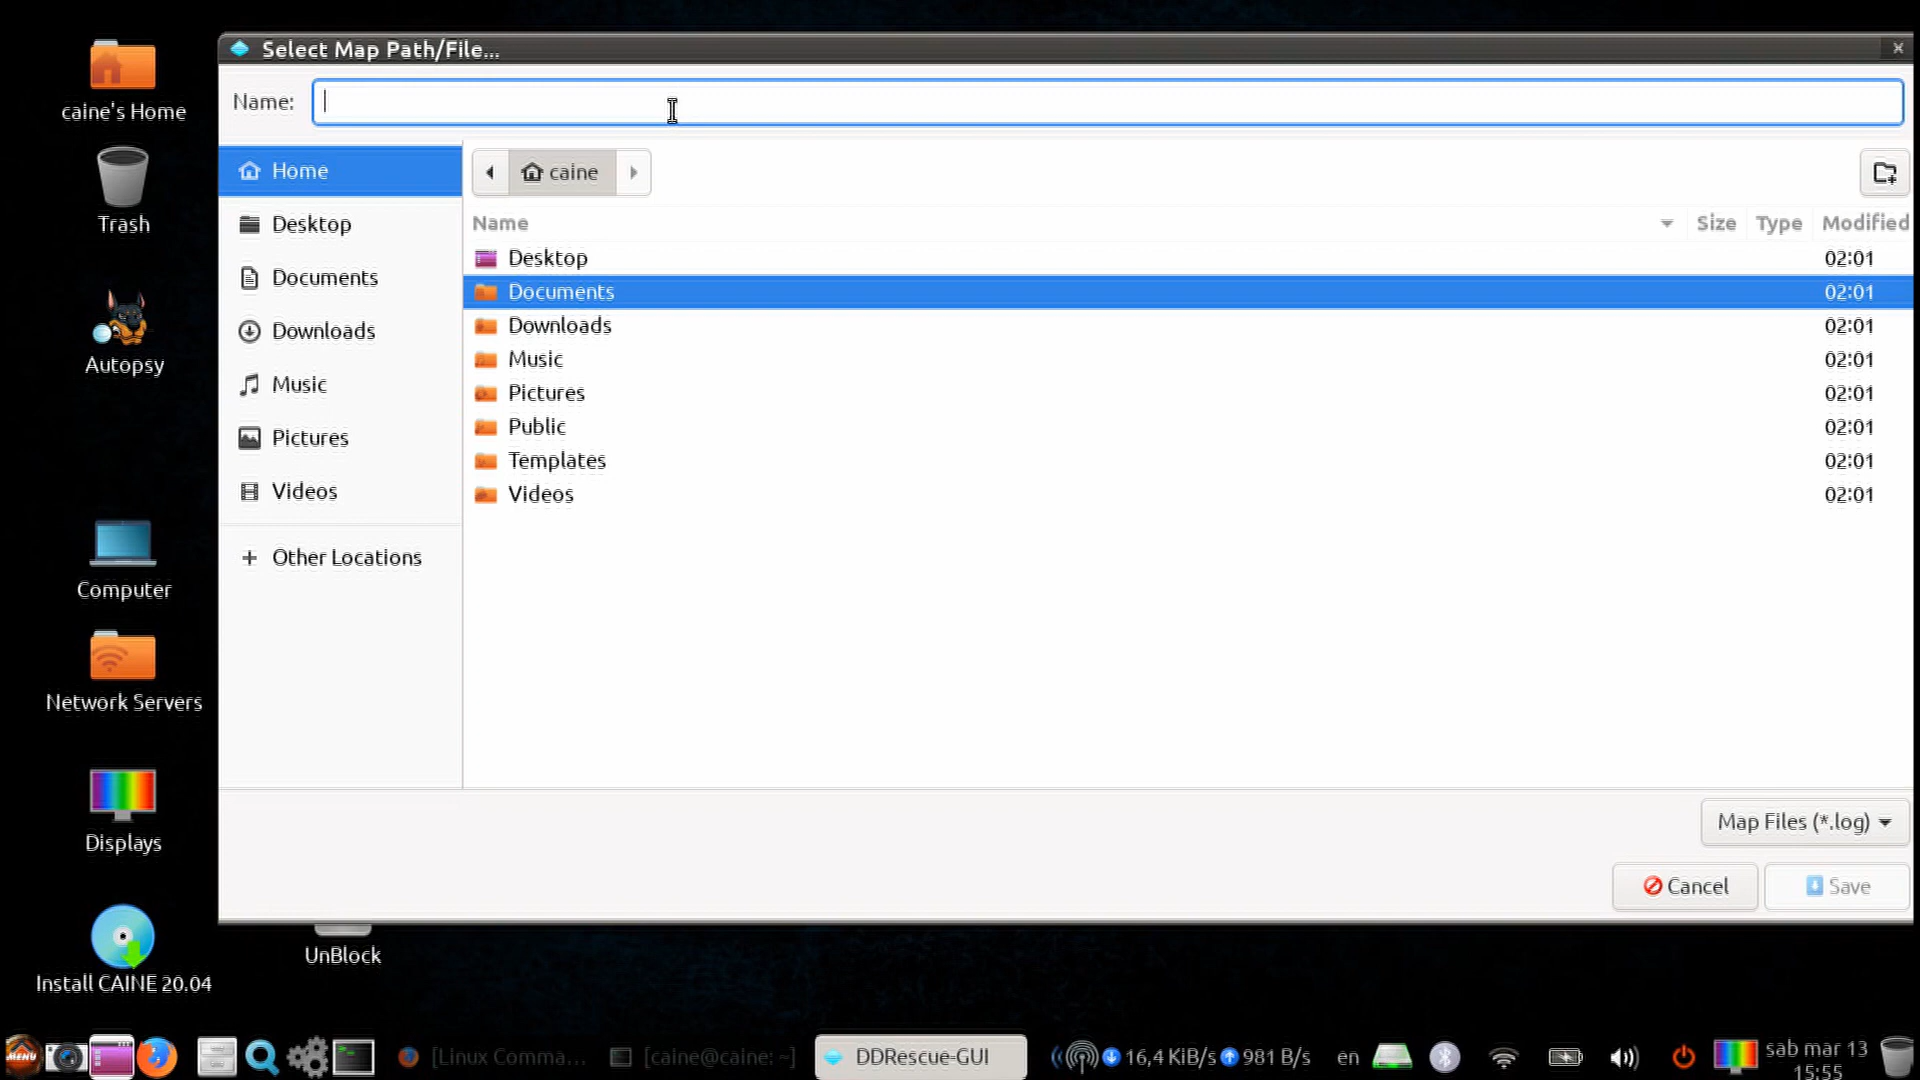 Select Map Path/File...
Name:
caine's Home
Trash
Autopsy
Computer
Network Servers
Displays
Install CAINE 20.04
UnBlock
Home
Desktop
Documents
Downloads
Music
Pictures
Videos
Other Locations
caine
Name Size Type Modified
Desktop 02:01
Documents 02:01
Downloads 02:01
Music 02:01
Pictures 02:01
Public 02:01
Templates 02:01
Videos 02:01
Map Files (*.log)
Cancel
Save
MENU
[Linux Comma...
[caine@caine: ~]
DDRescue-GUI
16,4 KiB/s
981 B/s
en
sab mar 13
15:55